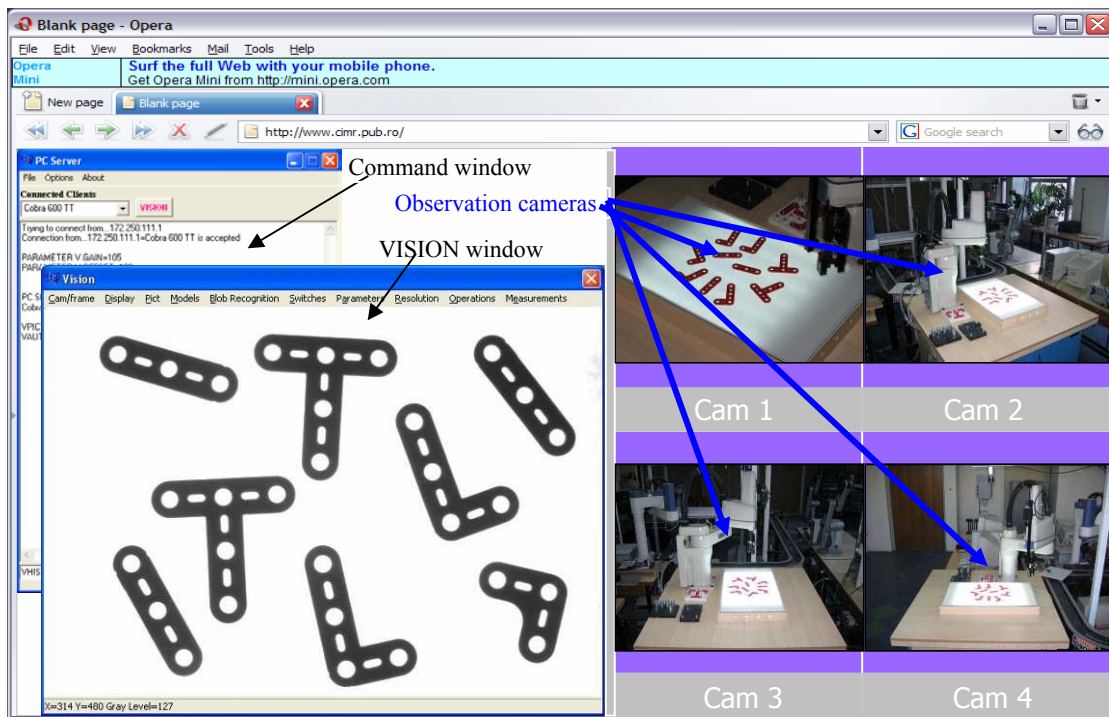 Blank page - Opera
File Edit View Bookmarks Mail Tools Help
Opera Mini
Surf the full Web with your mobile phone.
Get Opera Mini from http://mini.opera.com
New page
Blank page
http://www.cimr.pub.ro/
Google search
PC Server
File Options About
Connected Clients
Cobra 600 TT
VISION
Trying to connect from...172.250.111.1
Connection from...172.250.111.1=Cobra 600 TT is accepted
PARAMETER V.GAIN=105
Command window
Observation cameras
VISION window
Vision
Cam/frame Display Pict Models Blob Recognition Switches Parameters Resolution Operations Measurements
X=314 Y=480 Gray Level=127
Cam 1
Cam 2
Cam 3
Cam 4